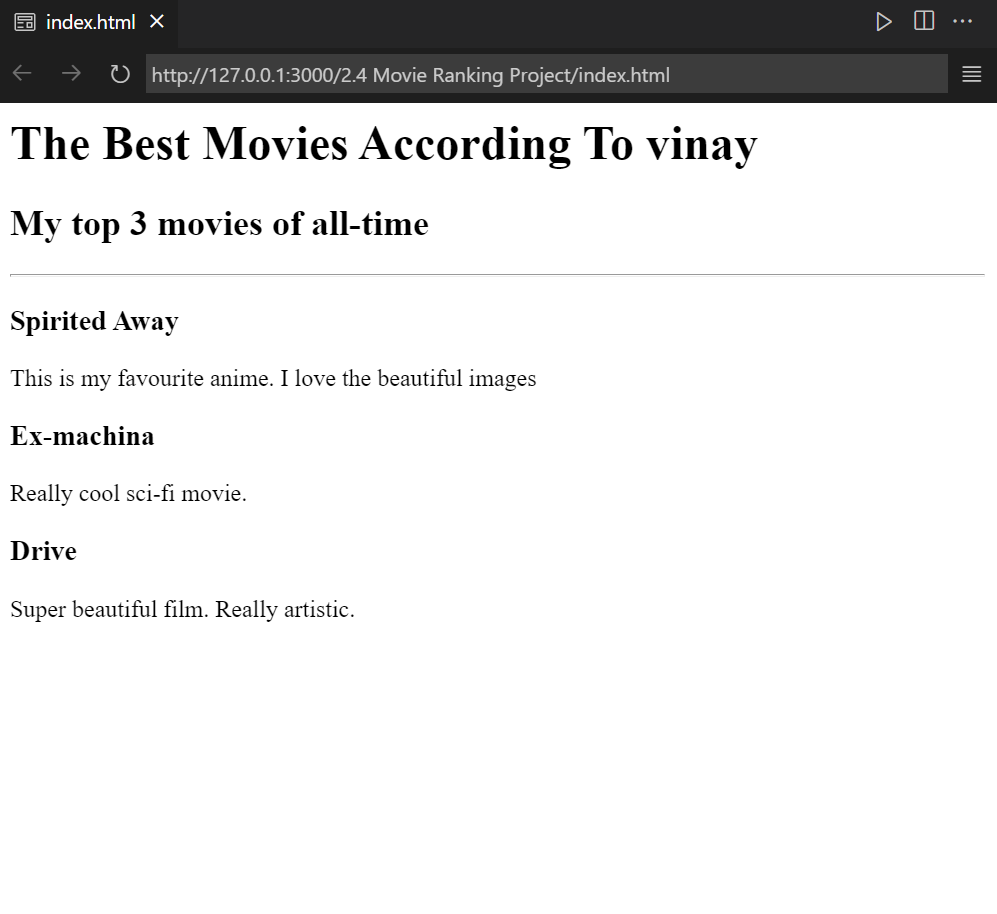 index.html
http://127.0.0.1:3000/2.4 Movie Ranking Project/index.html
The Best Movies According To vinay
My top 3 movies of all-time
Spirited Away
This is my favourite anime. I love the beautiful images
Ex-machina
Really cool sci-fi movie.
Drive
Super beautiful film. Really artistic.